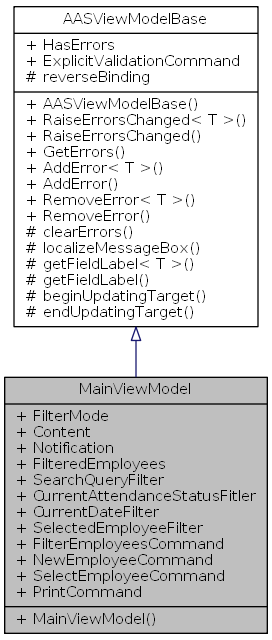 AASViewModelBase
+ HasErrors
+ ExplicitValidationCommand
# reverseBinding
+ AASViewModelBase()
+ RaiseErrorsChanged< T >()
+ RaiseErrorsChanged()
+ GetErrors()
+ AddError< T >()
+ AddError()
+ RemoveError< T >()
+ RemoveError()
# clearErrors()
# localizeMessageBox()
# getFieldLabel< T >()
# getFieldLabel()
# beginUpdatingTarget()
# endUpdatingTarget()
MainViewModel
+ FilterMode
+ Content
+ Notification
+ FilteredEmployees
+ SearchQueryFilter
+ CurrentAttendanceStatusFitler
+ CurrentDateFilter
+ SelectedEmployeeFilter
+ FilterEmployeesCommand
+ NewEmployeeCommand
+ SelectEmployeeCommand
+ PrintCommand
+ MainViewModel()